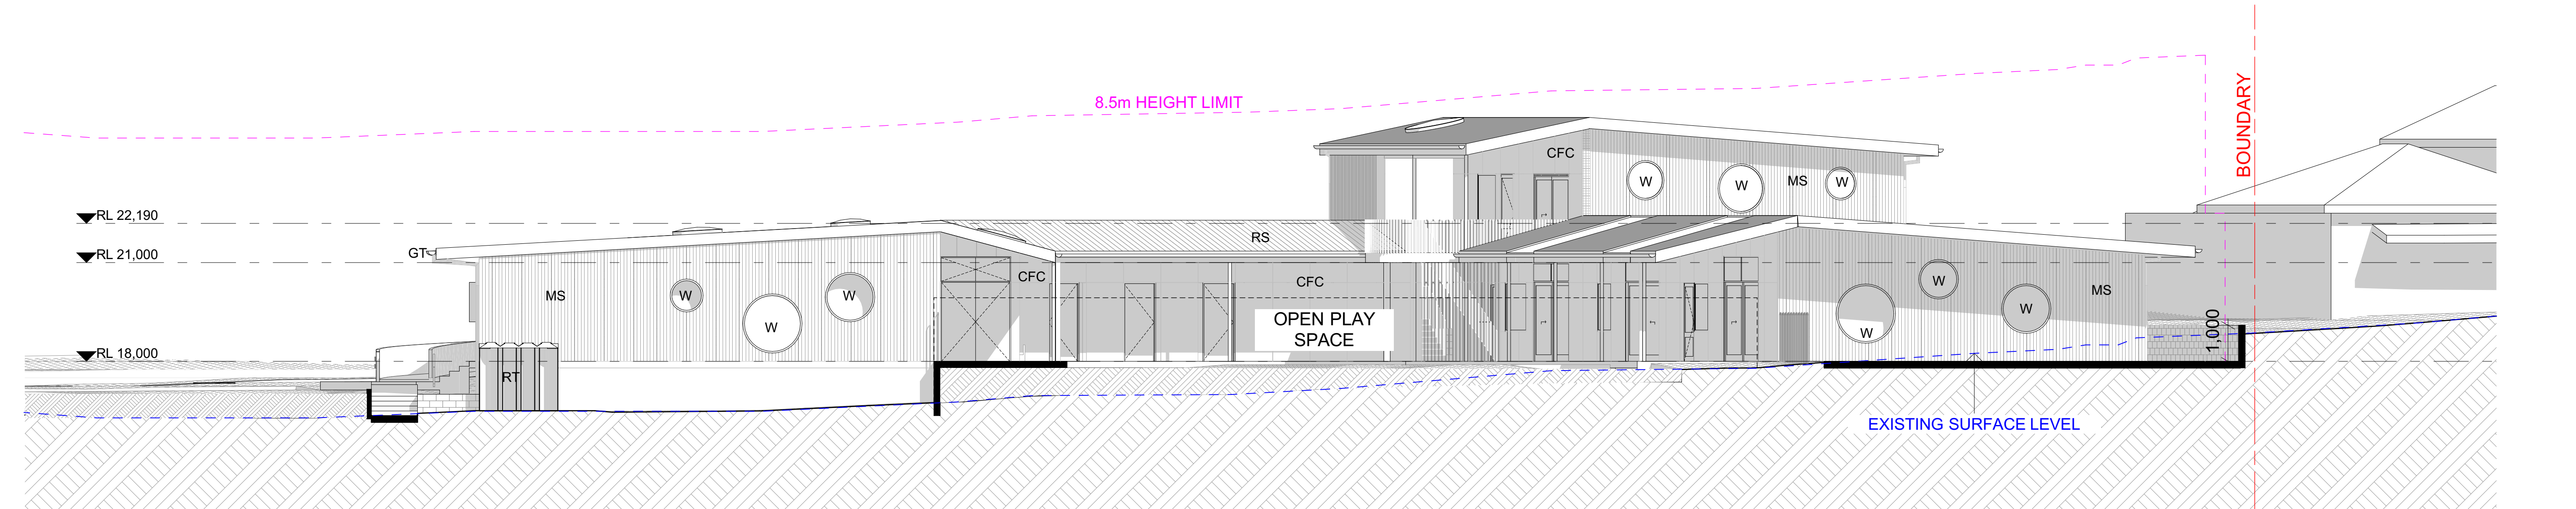 8.5m HEIGHT LIMIT
BOUNDARY
CFC
W
W
W
MS
RL 22,190
RS
GT
RL 21,000
CFC
CFC
MS
W
W
W
W
W
W
MS
OPEN PLAY
SPACE
1,000
RL 18,000
RT
EXISTING SURFACE LEVEL